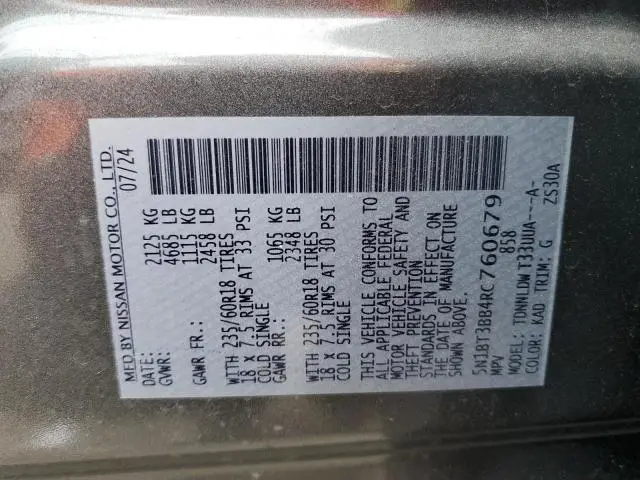 MFD BY NISSAN MOTOR CO., LTD.
DATE: 07/24
GVWR: 2125 KG
4685 LB
GAWR FR.: 1115 KG
2458 LB
WITH 235/60R18 TIRES
18 x 7.5 RIMS AT 33 PSI
COLD SINGLE
GAWR RR.: 1065 KG
2348 LB
WITH 235/60R18 TIRES
18 x 7.5 RIMS AT 30 PSI
COLD SINGLE
THIS VEHICLE CONFORMS TO
ALL APPLICABLE FEDERAL
MOTOR VEHICLE SAFETY AND
THEFT PREVENTION
STANDARDS IN EFFECT ON
THE DATE OF MANUFACTURE
SHOWN ABOVE.
5N1BT3BB4RC760679
MPV 858
MODEL: TDNNLDW T33UUA---A-
COLOR: KAD TRIM: G ZS30A